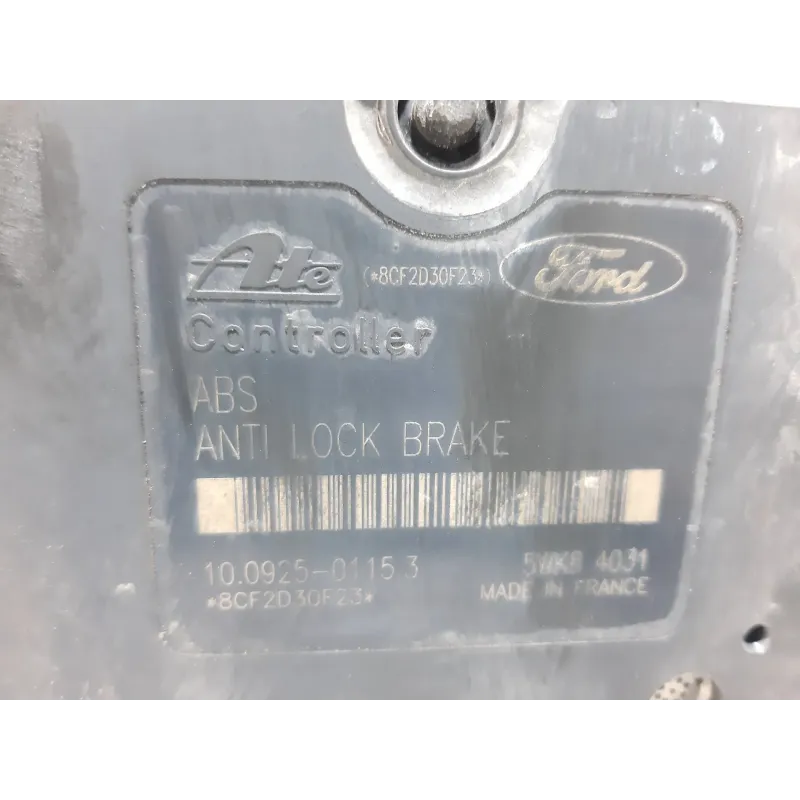 Ate (*8CF2D30F23*) Ford
Controller
ABS
ANTI LOCK BRAKE
10.0925-0115.3 5WK8 4031
*8CF2D30F23* MADE IN FRANCE